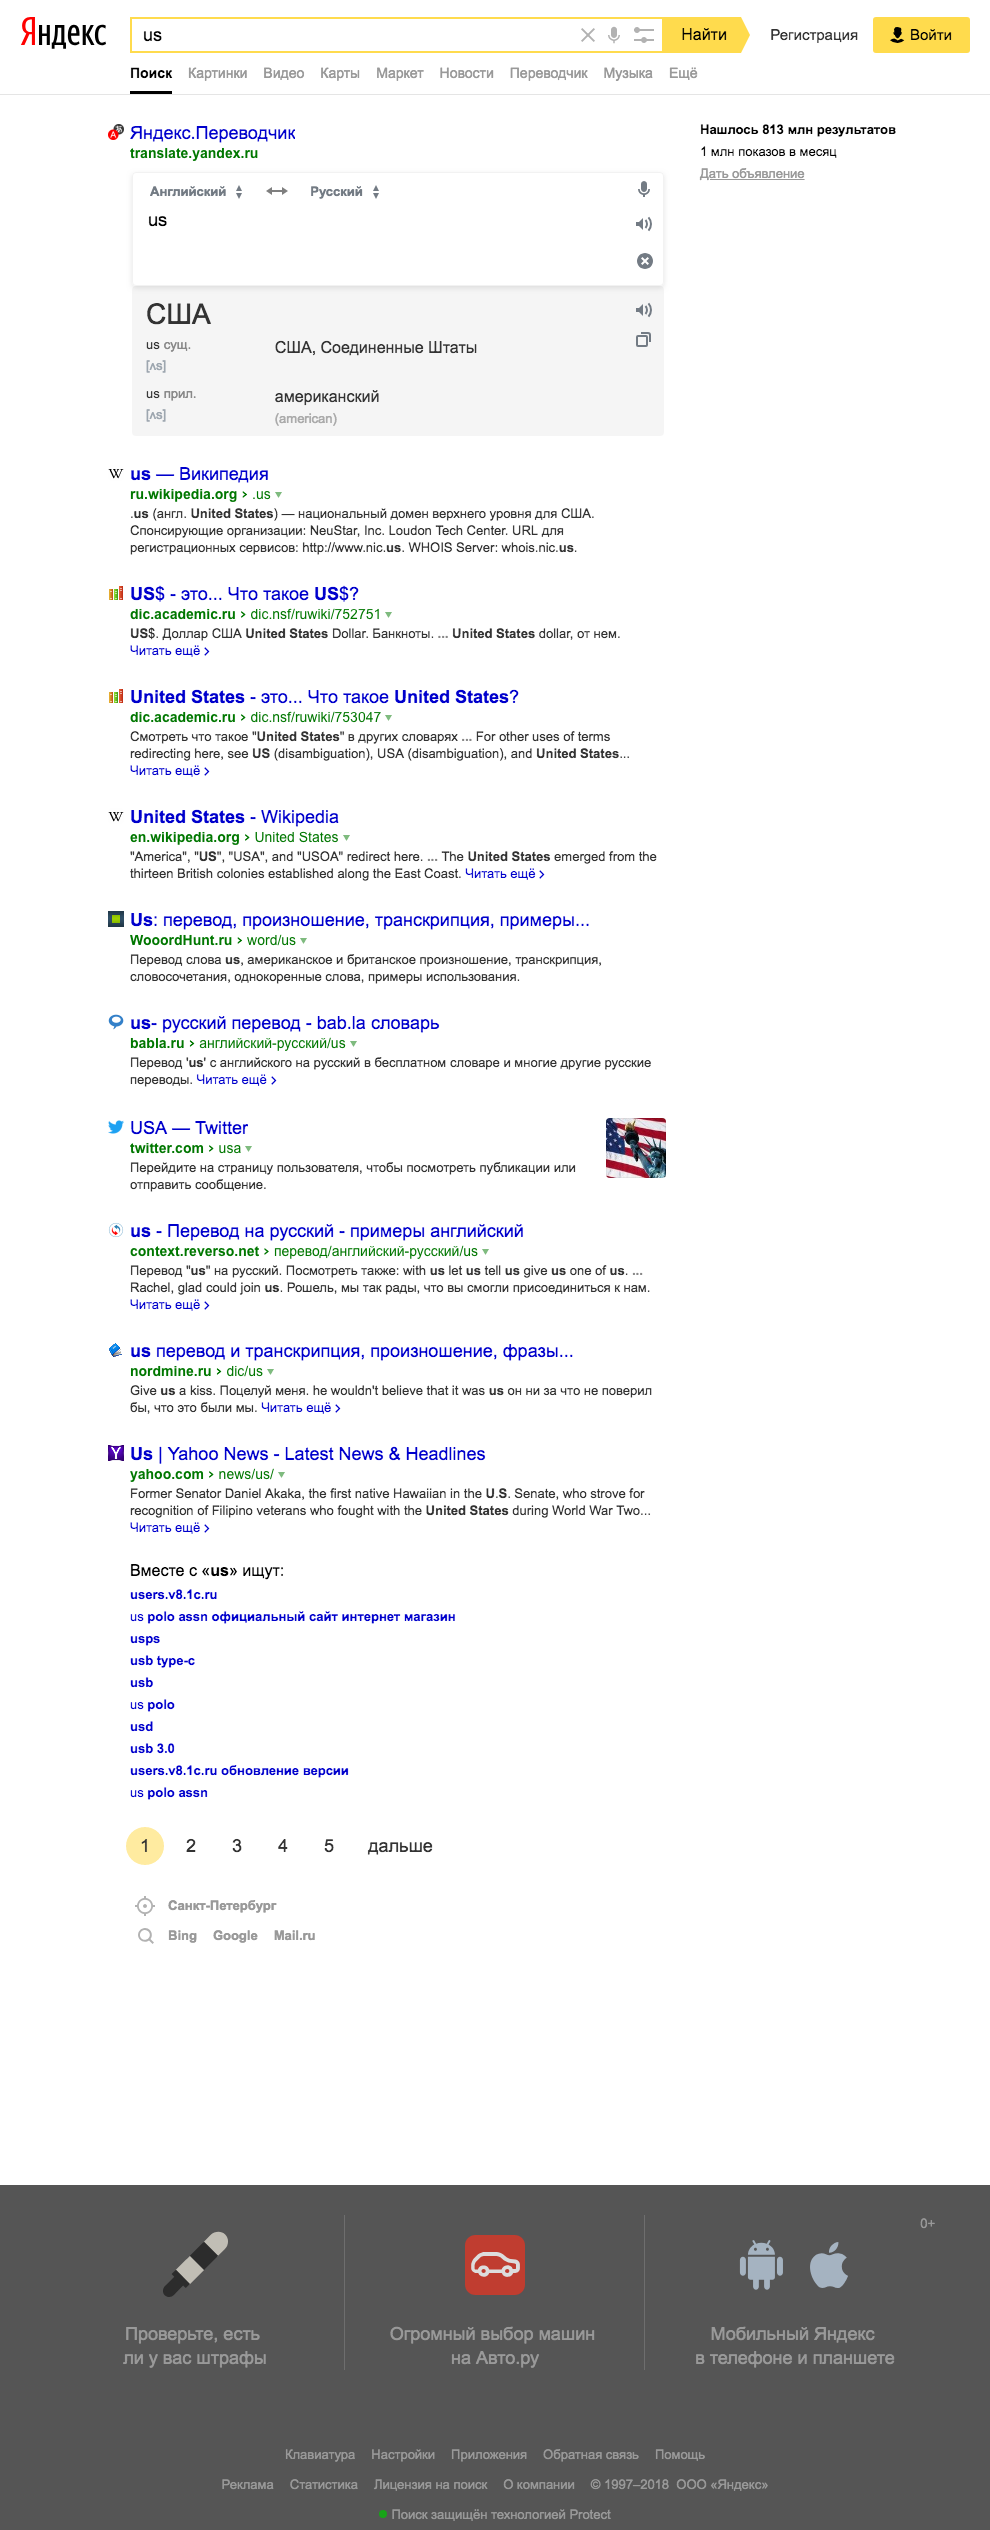 Яндекс
us
Найти
Регистрация
Войти
Поиск Картинки Видео Карты Маркет Новости Переводчик Музыка Ещё
Яндекс.Переводчик
translate.yandex.ru
Английский Русский
us
США
us сущ. США, Соединенные Штаты
[ʌs]
us прил. американский
[ʌs] (american)
Нашлось 813 млн результатов
1 млн показов в месяц
Дать объявление
us — Википедия
ru.wikipedia.org › .us
.us (англ. United States) — национальный домен верхнего уровня для США.
Спонсирующие организации: NeuStar, Inc. Loudon Tech Center. URL для
регистрационных сервисов: http://www.nic.us. WHOIS Server: whois.nic.us.
US$ - это... Что такое US$?
dic.academic.ru › dic.nsf/ruwiki/752751
US$. Доллар США United States Dollar. Банкноты. ... United States dollar, от нем.
Читать ещё ›
United States - это... Что такое United States?
dic.academic.ru › dic.nsf/ruwiki/753047
Смотреть что такое "United States" в других словарях ... For other uses of terms
redirecting here, see US (disambiguation), USA (disambiguation), and United States...
Читать ещё ›
United States - Wikipedia
en.wikipedia.org › United States
"America", "US", "USA", and "USOA" redirect here. ... The United States emerged from the
thirteen British colonies established along the East Coast. Читать ещё ›
Us: перевод, произношение, транскрипция, примеры...
WooordHunt.ru › word/us
Перевод слова us, американское и британское произношение, транскрипция,
словосочетания, однокоренные слова, примеры использования.
us- русский перевод - bab.la словарь
babla.ru › английский-русский/us
Перевод 'us' с английского на русский в бесплатном словаре и многие другие русские
переводы. Читать ещё ›
USA — Twitter
twitter.com › usa
Перейдите на страницу пользователя, чтобы посмотреть публикации или
отправить сообщение.
us - Перевод на русский - примеры английский
context.reverso.net › перевод/английский-русский/us
Перевод "us" на русский. Посмотреть также: with us let us tell us give us one of us. ...
Rachel, glad could join us. Рошель, мы так рады, что вы смогли присоединиться к нам.
Читать ещё ›
us перевод и транскрипция, произношение, фразы...
nordmine.ru › dic/us
Give us a kiss. Поцелуй меня. he wouldn't believe that it was us он ни за что не поверил
бы, что это были мы. Читать ещё ›
Us | Yahoo News - Latest News & Headlines
yahoo.com › news/us/
Former Senator Daniel Akaka, the first native Hawaiian in the U.S. Senate, who strove for
recognition of Filipino veterans who fought with the United States during World War Two...
Читать ещё ›
Вместе с «us» ищут:
users.v8.1c.ru
us polo assn официальный сайт интернет магазин
usps
usb type-c
usb
us polo
usd
usb 3.0
users.v8.1c.ru обновление версии
us polo assn
1 2 3 4 5 дальше
Санкт-Петербург
Bing Google Mail.ru
0+
Проверьте, есть
ли у вас штрафы
Огромный выбор машин
на Авто.ру
Мобильный Яндекс
в телефоне и планшете
Клавиатура Настройки Приложения Обратная связь Помощь
Реклама Статистика Лицензия на поиск О компании © 1997–2018 ООО «Яндекс»
Поиск защищён технологией Protect